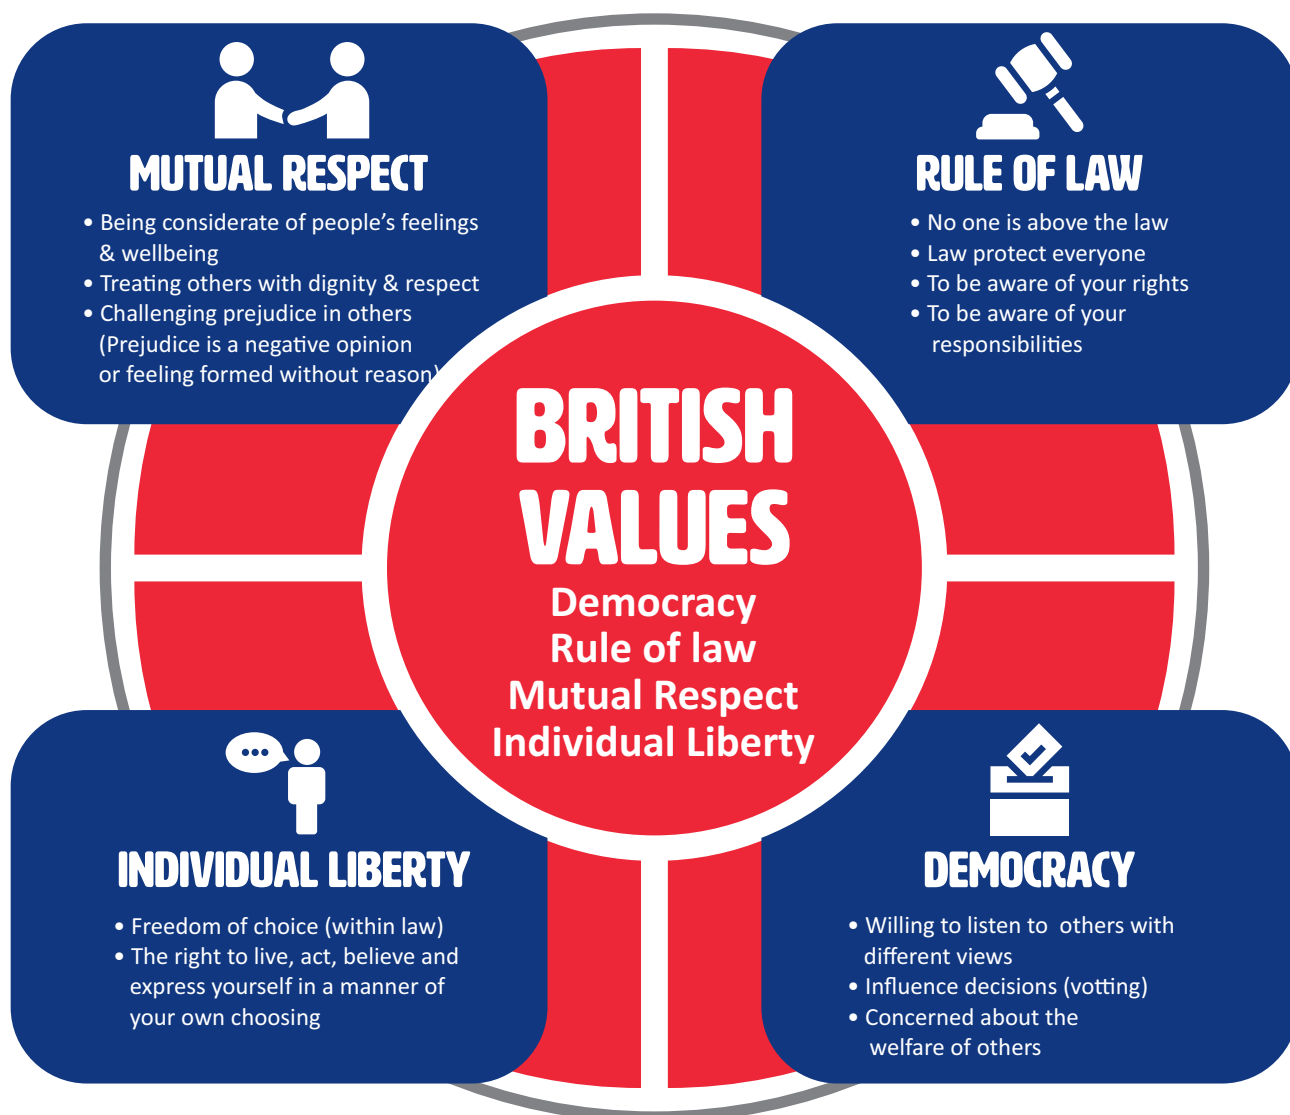 MUTUAL RESPECT
• Being considerate of people’s feelings
& wellbeing
• Treating others with dignity & respect
• Challenging prejudice in others
(Prejudice is a negative opinion
or feeling formed without reason)
RULE OF LAW
• No one is above the law
• Law protect everyone
• To be aware of your rights
• To be aware of your
responsibilities
BRITISH
VALUES
Democracy
Rule of law
Mutual Respect
Individual Liberty
INDIVIDUAL LIBERTY
• Freedom of choice (within law)
• The right to live, act, believe and
express yourself in a manner of
your own choosing
DEMOCRACY
• Willing to listen to  others with
different views
• Influence decisions (votting)
• Concerned about the
welfare of others